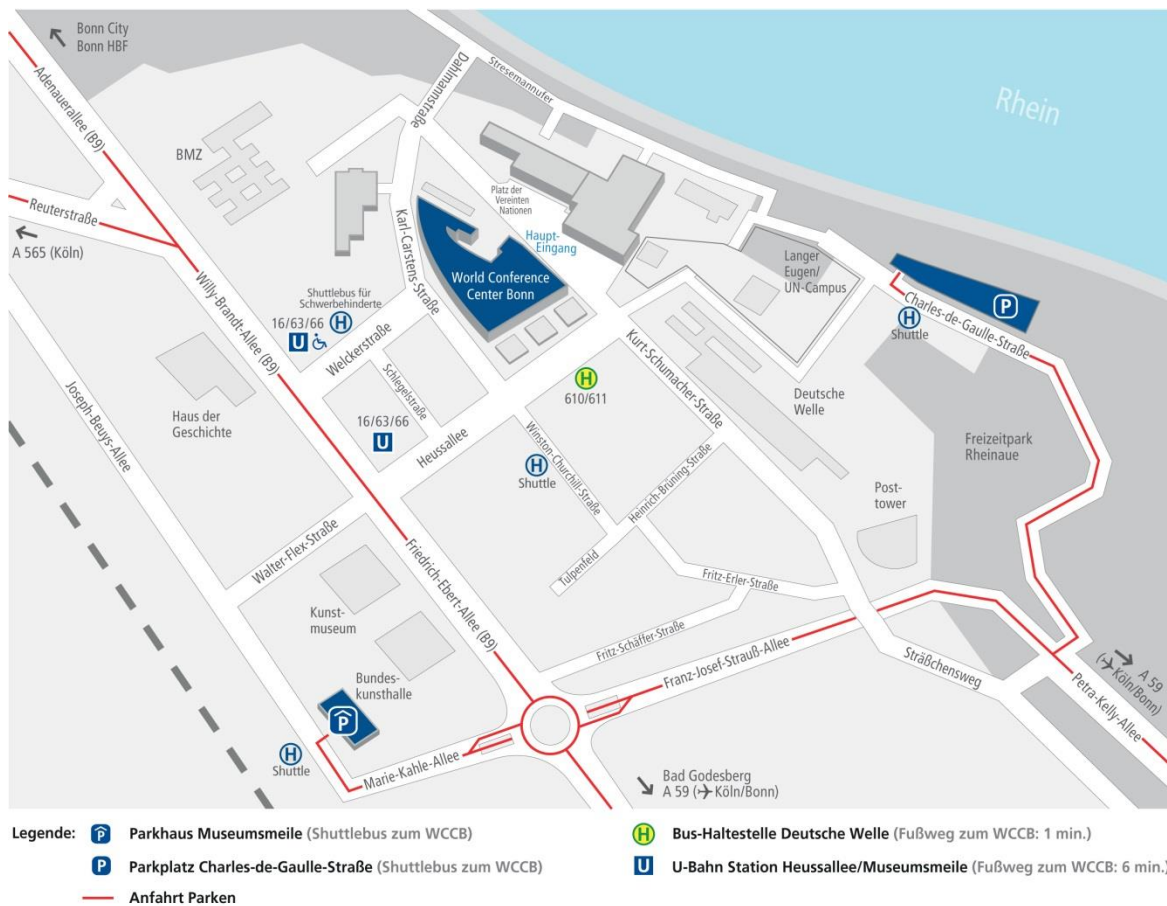 Bonn City
Bonn HBF
Adenauerallee (B9)
Reuterstraße
A 565 (Köln)
BMZ
Dahlmannstraße
Stresemannufer
Rhein
Platz der
Vereinten
Nationen
Haupt-
Eingang
Karl-Carstens-Straße
World Conference
Center Bonn
Langer
Eugen/
UN-Campus
P
Charles-de-Gaulle-Straße
H
Shuttle
Willy-Brandt-Allee (B9)
Shuttlebus für
Schwerbehinderte
16/63/66 H
U
Welckerstraße
Schlegelstraße
Kurt-Schumacher-Straße
H
610/611
Deutsche
Welle
Joseph-Beuys-Allee
Haus der
Geschichte
16/63/66
U
Heussallee
Winston-Churchill-Straße
H
Shuttle
Heinrich-Brüning-Straße
Freizeitpark
Rheinaue
Post-
tower
Walter-Flex-Straße
Friedrich-Ebert-Allee (B9)
Tulpenfeld
Fritz-Erler-Straße
Kunst-
museum
Fritz-Schäffer-Straße
Franz-Josef-Strauß-Allee
Sträßchensweg
A 59
(Köln/Bonn)
Petra-Kelly-Allee
Bundes-
kunsthalle
P
H
Shuttle
Marie-Kahle-Allee
Bad Godesberg
A 59 (Köln/Bonn)
Legende:
P Parkhaus Museumsmeile (Shuttlebus zum WCCB)
P Parkplatz Charles-de-Gaulle-Straße (Shuttlebus zum WCCB)
Anfahrt Parken
H Bus-Haltestelle Deutsche Welle (Fußweg zum WCCB: 1 min.)
U U-Bahn Station Heussallee/Museumsmeile (Fußweg zum WCCB: 6 min.)